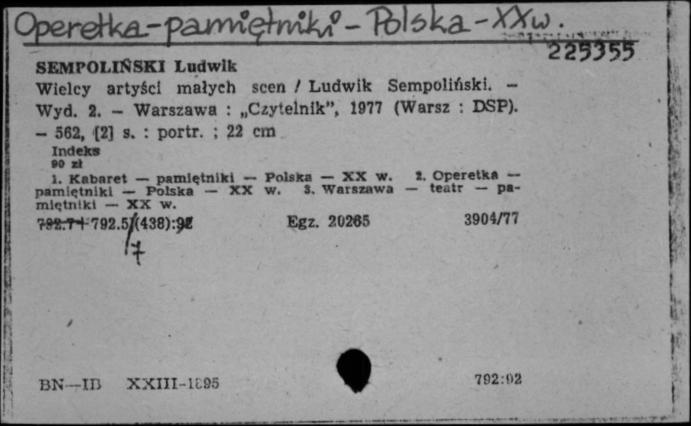 Operetka-pamiętniki-Polska-XXw.
225355
SEMPOLIŃSKI Ludwik
Wielcy artyści małych scen / Ludwik Sempoliński. —
Wyd. 2. — Warszawa : „Czytelnik”, 1977 (Warsz : DSP).
— 562, [2] s. : portr. ; 22 cm
Indeks
90 zł
1. Kabaret — pamiętniki — Polska — XX w. 2. Operetka —
pamiętniki — Polska — XX w. 3. Warszawa — teatr — pa-
miętniki — XX w.
792.5/(438):92 Egz. 20265 3904/77
7
BN—IB XXIII-1895 792:92